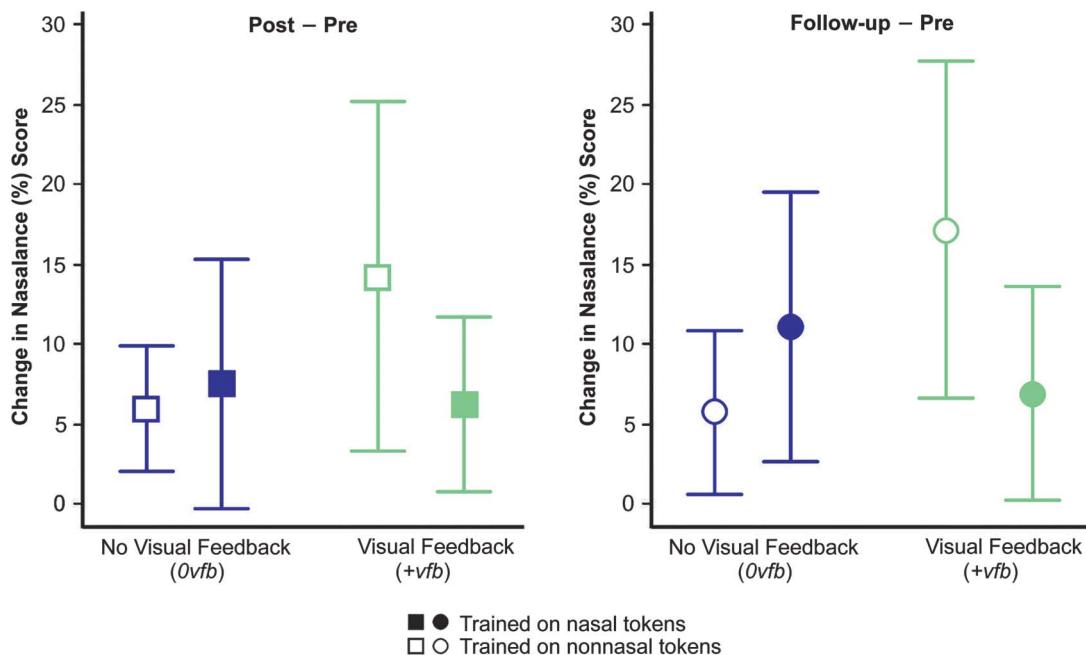 Post – Pre
Change in Nasalance (%) Score
30
25
20
15
10
5
0
No Visual Feedback
(0vfb)
Visual Feedback
(+vfb)
Follow-up – Pre
Change in Nasalance (%) Score
30
25
20
15
10
5
0
No Visual Feedback
(0vfb)
Visual Feedback
(+vfb)
Trained on nasal tokens
Trained on nonnasal tokens